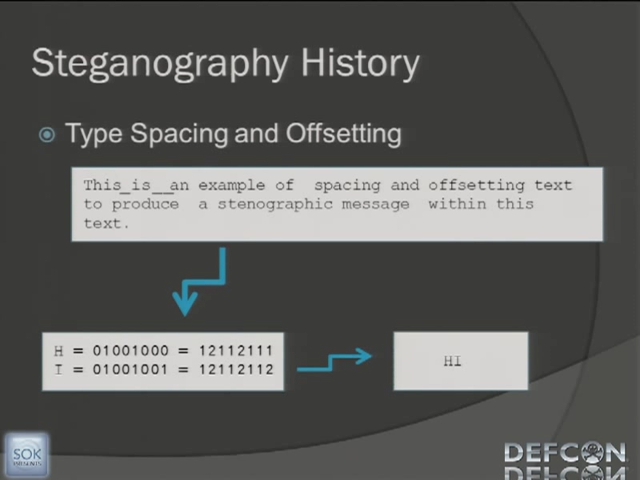 Steganography History
Type Spacing and Offsetting
This_is__an example of  spacing and offsetting text
to produce  a stenographic message  within this
text.
H = 01001000 = 12112111
I = 01001001 = 12112112
HI
SOK
DEFCON